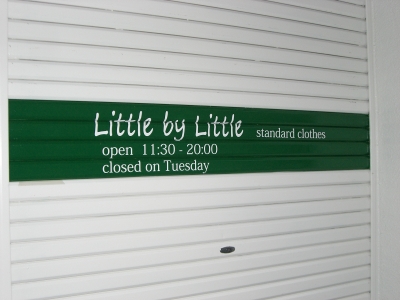 Little by Little standard clothes
open 11:30 - 20:00
closed on Tuesday